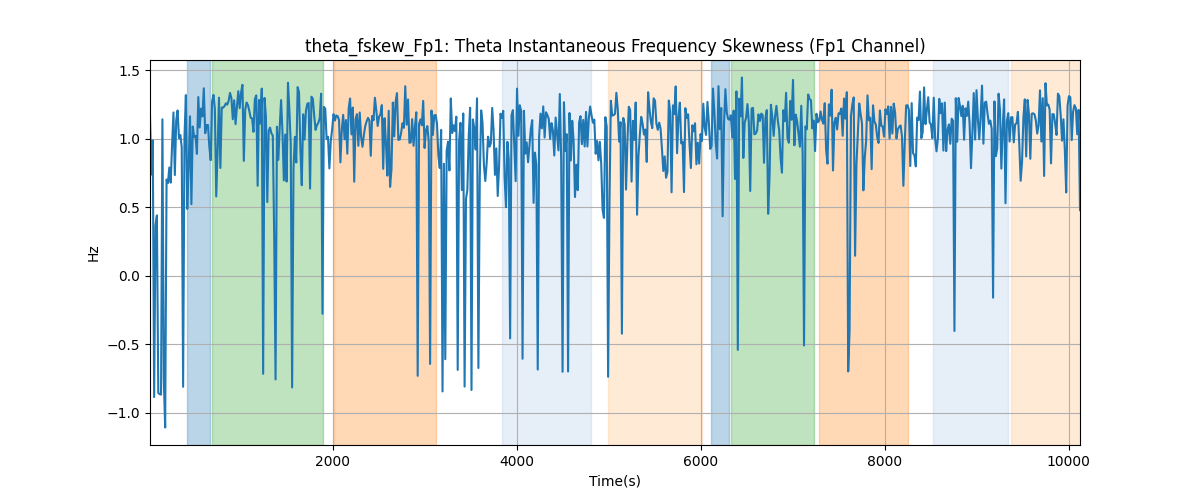 theta_fskew_Fp1: Theta Instantaneous Frequency Skewness (Fp1 Channel)
1.5
1.0
0.5
0.0
−0.5
−1.0
Hz
2000 4000 6000 8000 10000
Time(s)